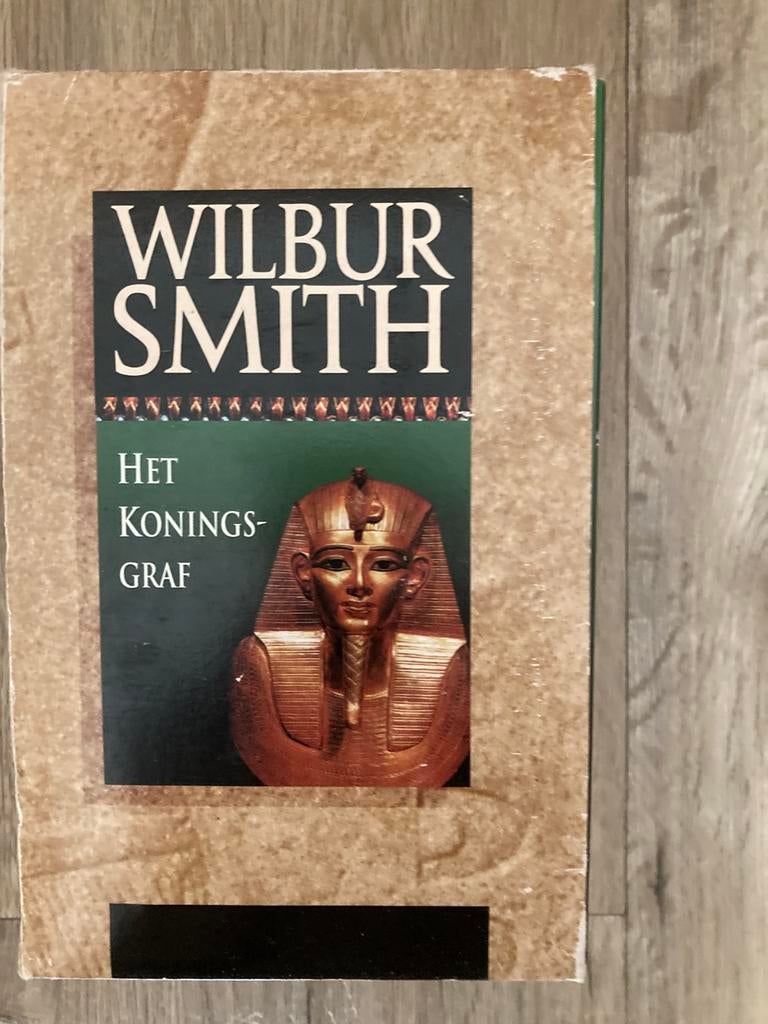 WILBUR
SMITH
HET
KONINGS-
GRAF